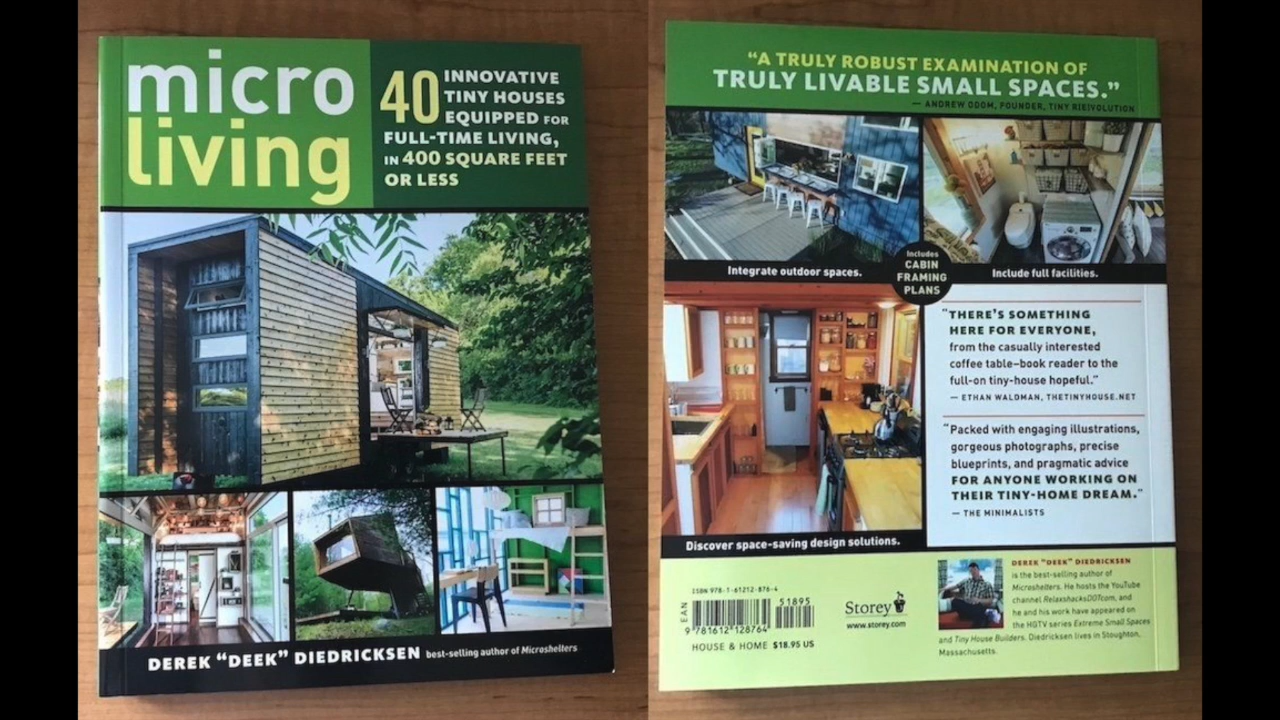 micro
living
40 INNOVATIVE
TINY HOUSES
EQUIPPED FOR
FULL-TIME LIVING,
IN 400 SQUARE FEET
OR LESS
DEREK “DEEK” DIEDRICKSEN best-selling author of Microshelters
“A TRULY ROBUST EXAMINATION OF
TRULY LIVABLE SMALL SPACES.”
— ANDREW ODOM, FOUNDER, TINY R(E)VOLUTION
Integrate outdoor spaces.
Includes
CABIN
FRAMING
PLANS
Include full facilities.
“THERE’S SOMETHING
HERE FOR EVERYONE,
from the casually interested
coffee table–book reader to the
full-on tiny-house hopeful.”
— ETHAN WALDMAN, THETINYHOUSE.NET
“Packed with engaging illustrations,
gorgeous photographs, precise
blueprints, and pragmatic advice
FOR ANYONE WORKING ON
THEIR TINY-HOME DREAM.”
— THE MINIMALISTS
Discover space-saving design solutions.
ISBN 978-1-61212-876-4
51895
EAN
9 781612 128764
HOUSE & HOME $18.95 US
Storey
www.storey.com
DEREK “DEEK” DIEDRICKSEN
is the best-selling author of
Microshelters. He hosts the YouTube
channel RelaxshacksDOTcom, and
he and his work have appeared on
the HGTV series Extreme Small Spaces
and Tiny House Builders. Diedricksen lives in Stoughton,
Massachusetts.